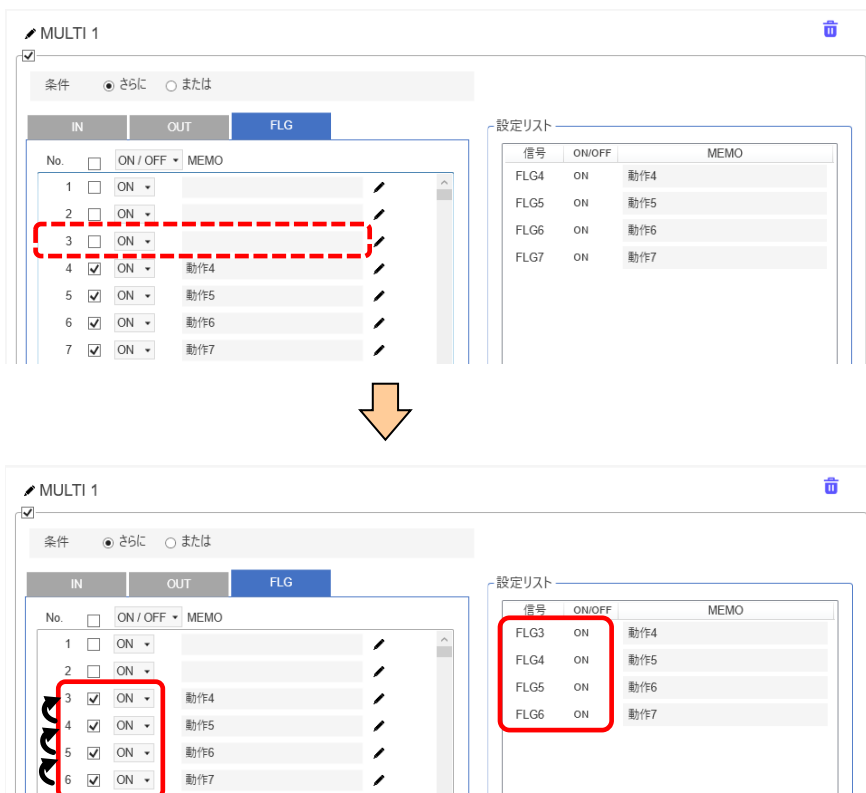 MULTI 1
条件 さらに または
IN OUT FLG
No. ON / OFF MEMO
1 ON
2 ON
3 ON
4 ON 動作4
5 ON 動作5
6 ON 動作6
7 ON 動作7
設定リスト
信号 ON/OFF MEMO
FLG4 ON 動作4
FLG5 ON 動作5
FLG6 ON 動作6
FLG7 ON 動作7
MULTI 1
条件 さらに または
IN OUT FLG
No. ON / OFF MEMO
1 ON
2 ON
3 ON 動作4
4 ON 動作5
5 ON 動作6
6 ON 動作7
設定リスト
信号 ON/OFF MEMO
FLG3 ON 動作4
FLG4 ON 動作5
FLG5 ON 動作6
FLG6 ON 動作7